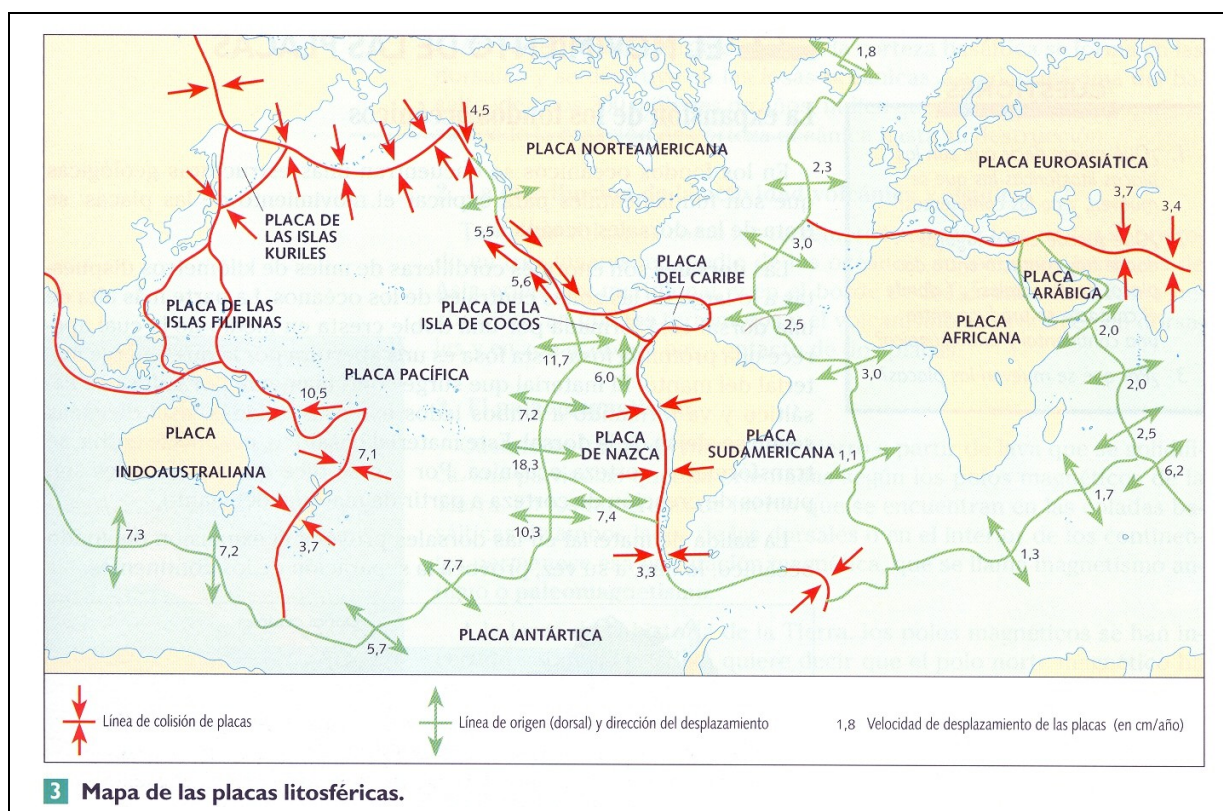 1,8
4,5
PLACA NORTEAMERICANA
PLACA EUROASIÁTICA
2,3
3,7
3,4
PLACA DE
LAS ISLAS
KURILES
5,5
5,6
3,0
PLACA
DEL CARIBE
PLACA
ARÁBIGA
PLACA DE LAS
ISLAS FILIPINAS
PLACA DE LA
ISLA DE COCOS
2,5
PLACA
AFRICANA
2,0
11,7
6,0
3,0
2,0
PLACA PACÍFICA
10,5
7,2
PLACA
INDOAUSTRALIANA
7,1
PLACA
DE NAZCA
PLACA
SUDAMERICANA
2,5
18,3
1,1
6,2
1,7
7,4
10,3
7,3
7,2
3,7
7,7
3,3
1,3
5,7
PLACA ANTÁRTICA
Línea de colisión de placas
Línea de origen (dorsal) y dirección del desplazamiento
1,8 Velocidad de desplazamiento de las placas (en cm/año)
3 Mapa de las placas litosféricas.